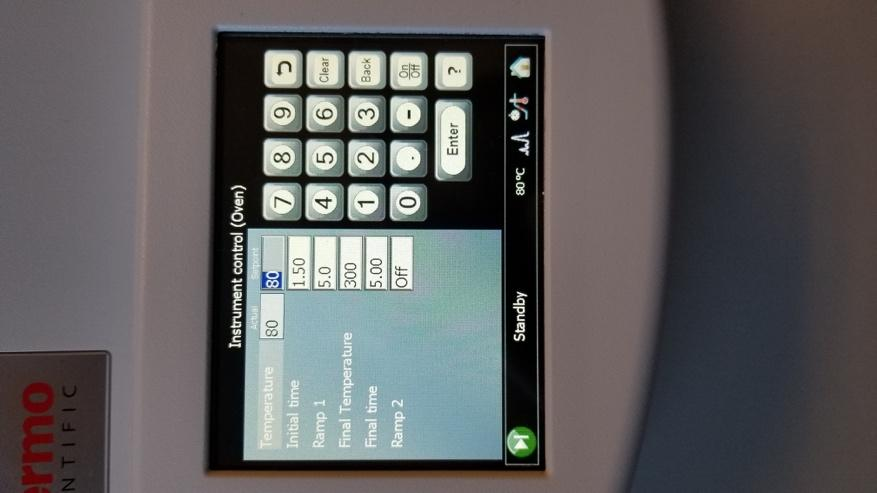 ermo
NTIFIC
Instrument control (Oven)
Actual Setpoint
Temperature 80 80
Initial time 1.50
Ramp 1 5.0
Final Temperature 300
Final time 5.00
Ramp 2 Off
7 8 9
4 5 6 Clear
1 2 3 Back
0 . - On/Off
Enter ?
Standby 80°C